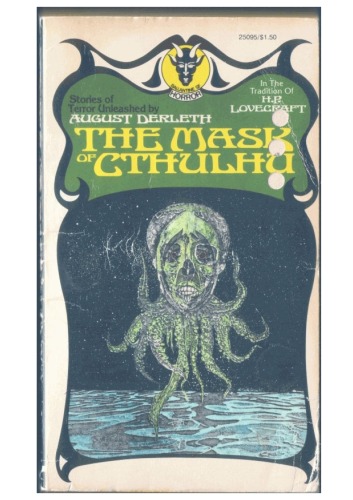 25095/$1.50
HORROR
Stories of
Terror Unleashed by
AUGUST DERLETH
In The
Tradition Of
H.P.
LOVECRAFT
THE MASK
OF CTHULHU